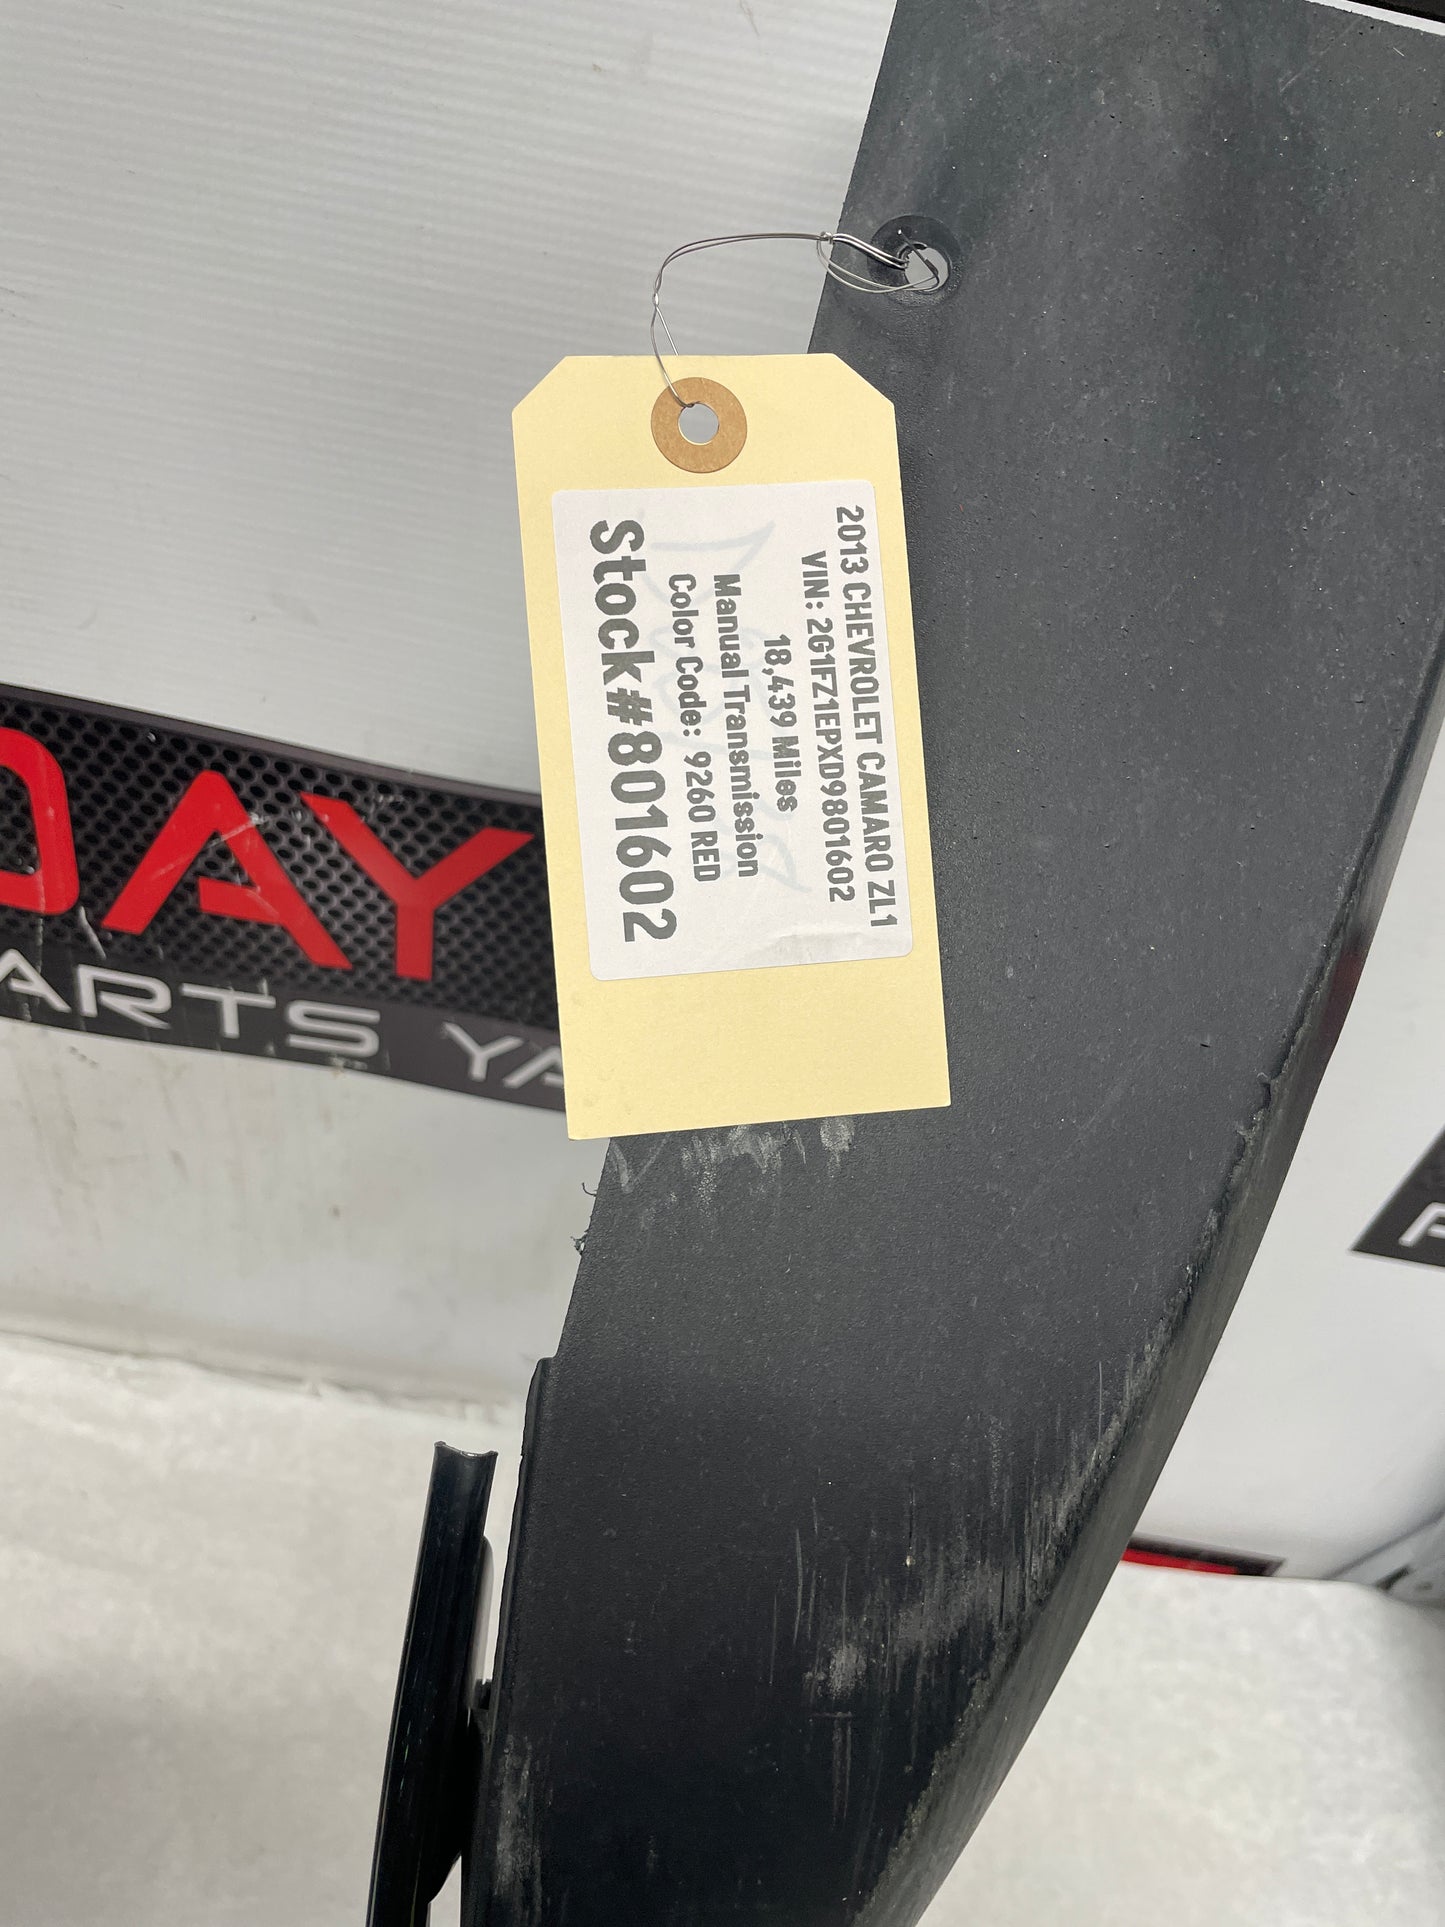 2013 CHEVROLET CAMARO ZL1
VIN: 2G1FZ1EPXD9801602
18,439 Miles
Manual Transmission
Color Code: 9260 RED
Stock#801602
DAY
ARTS YA